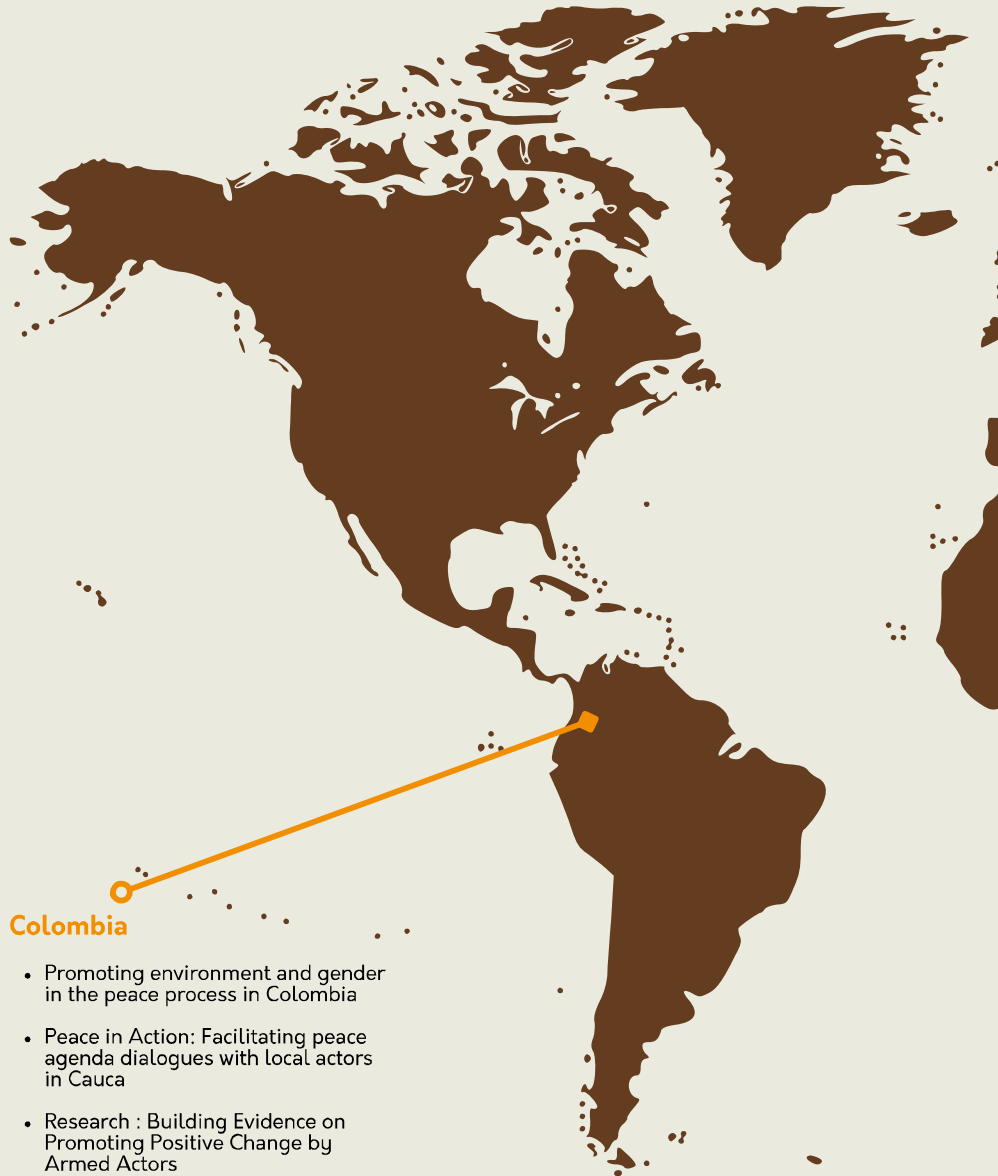 Colombia
• Promoting environment and gender
in the peace process in Colombia
• Peace in Action: Facilitating peace
agenda dialogues with local actors
in Cauca
• Research : Building Evidence on
Promoting Positive Change by
Armed Actors